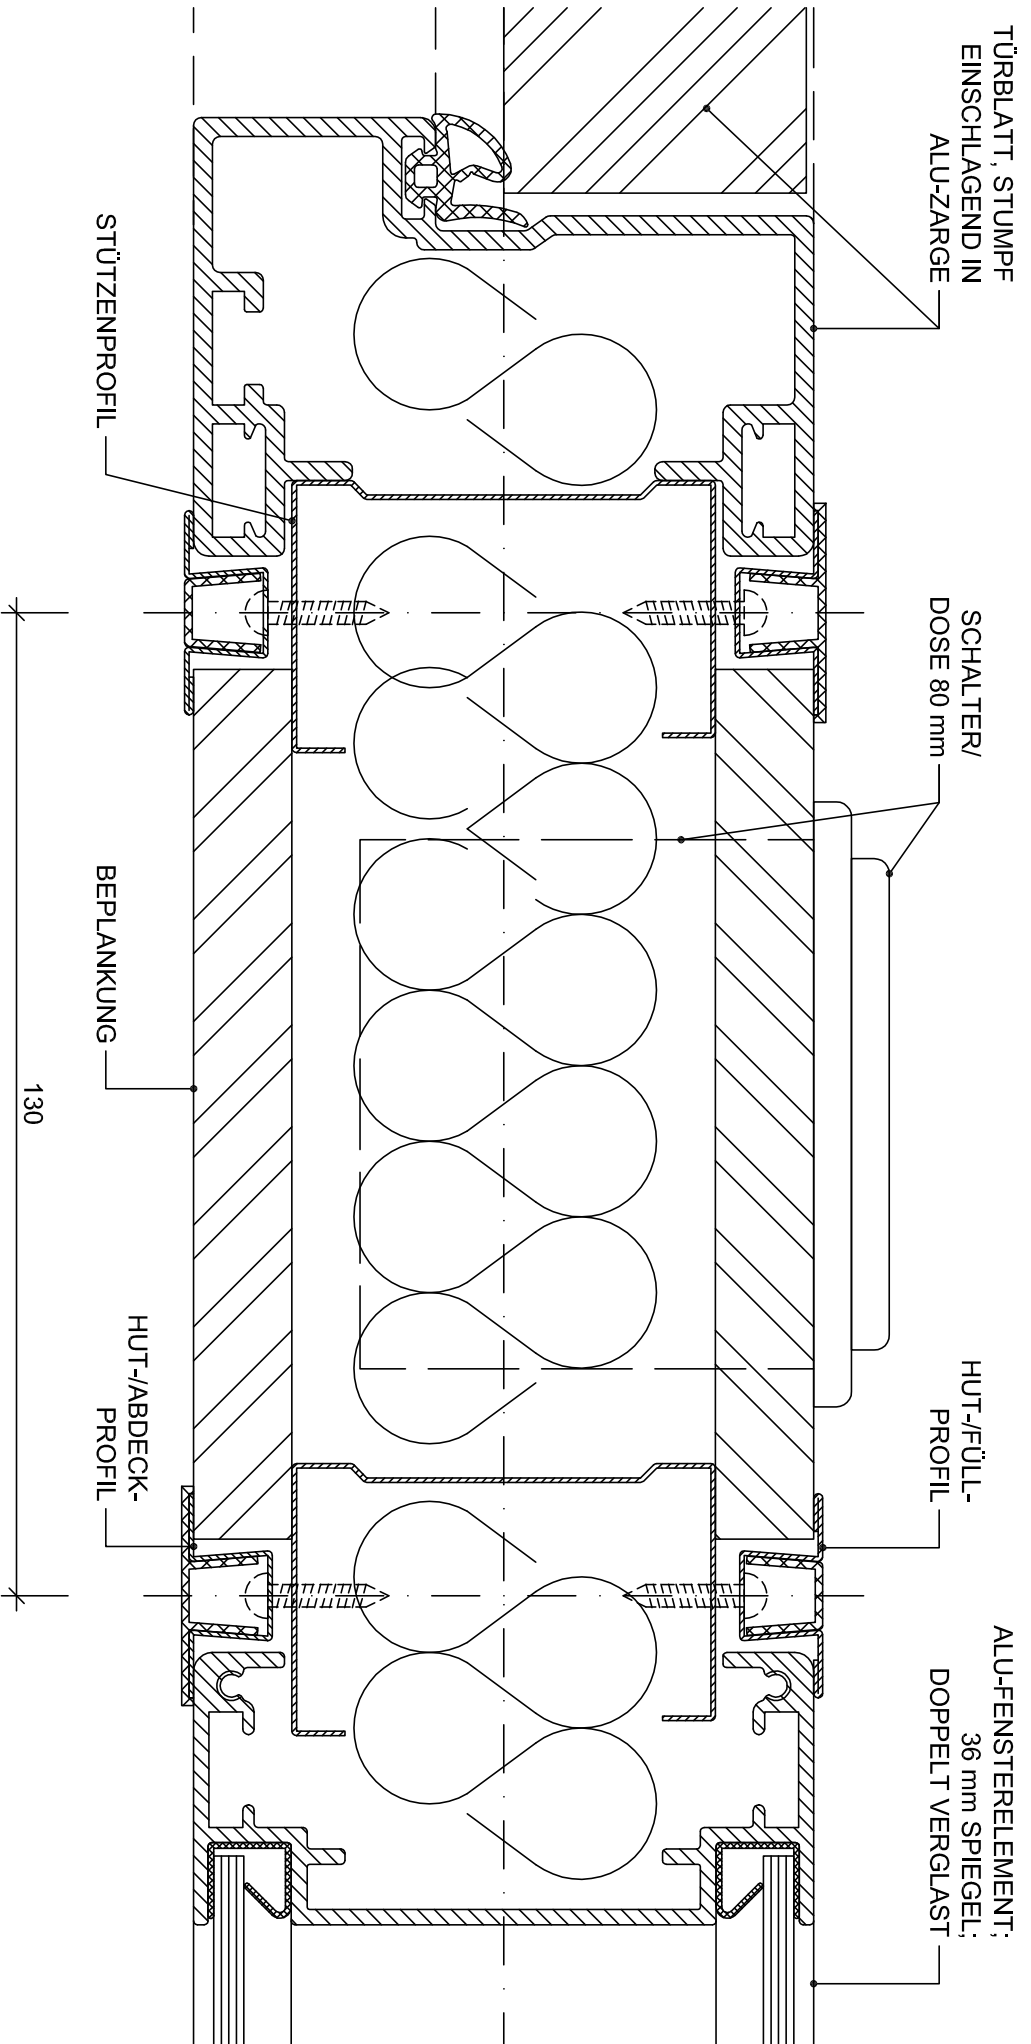 TÜRBLATT, STUMPF
EINSCHLAGEND IN
ALU-ZARGE
SCHALTER/
DOSE 80 mm
HUT-/FÜLL-
PROFIL
ALU-FENSTERELEMENT;
36 mm SPIEGEL;
DOPPELT VERGLAST
STÜTZENPROFIL
BEPLANKUNG
HUT-/ABDECK-
PROFIL
130